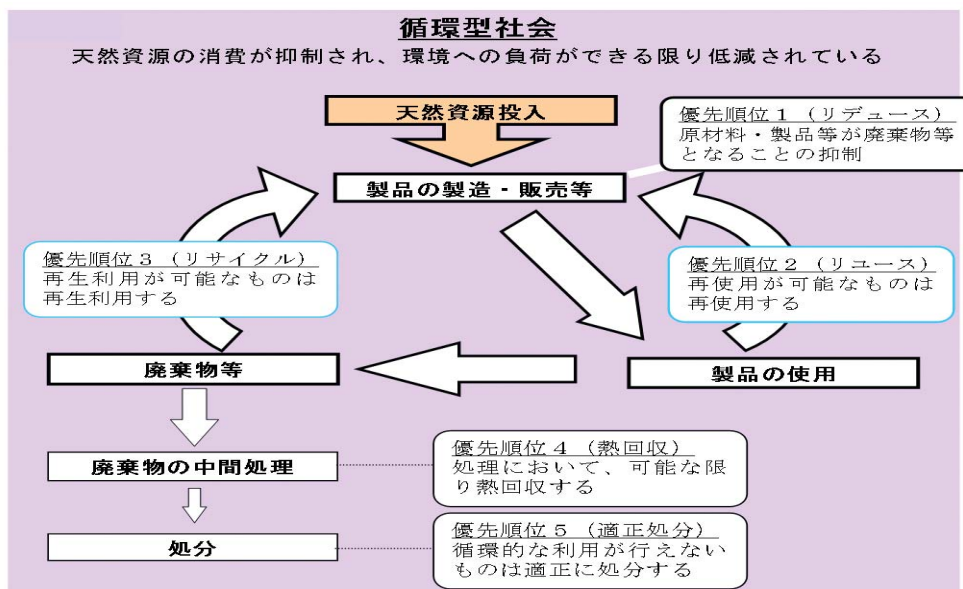 循環型社会
天然資源の消費が抑制され、環境への負荷ができる限り低減されている
天然資源投入
優先順位1（リデュース）
原材料・製品等が廃棄物等
となることの抑制
製品の製造・販売等
優先順位3（リサイクル）
再生利用が可能なものは
再生利用する
優先順位2（リユース）
再使用が可能なものは
再使用する
廃棄物等
製品の使用
優先順位4（熱回収）
処理において、可能な限
り熱回収する
廃棄物の中間処理
優先順位5（適正処分）
循環的な利用が行えない
ものは適正に処分する
処分